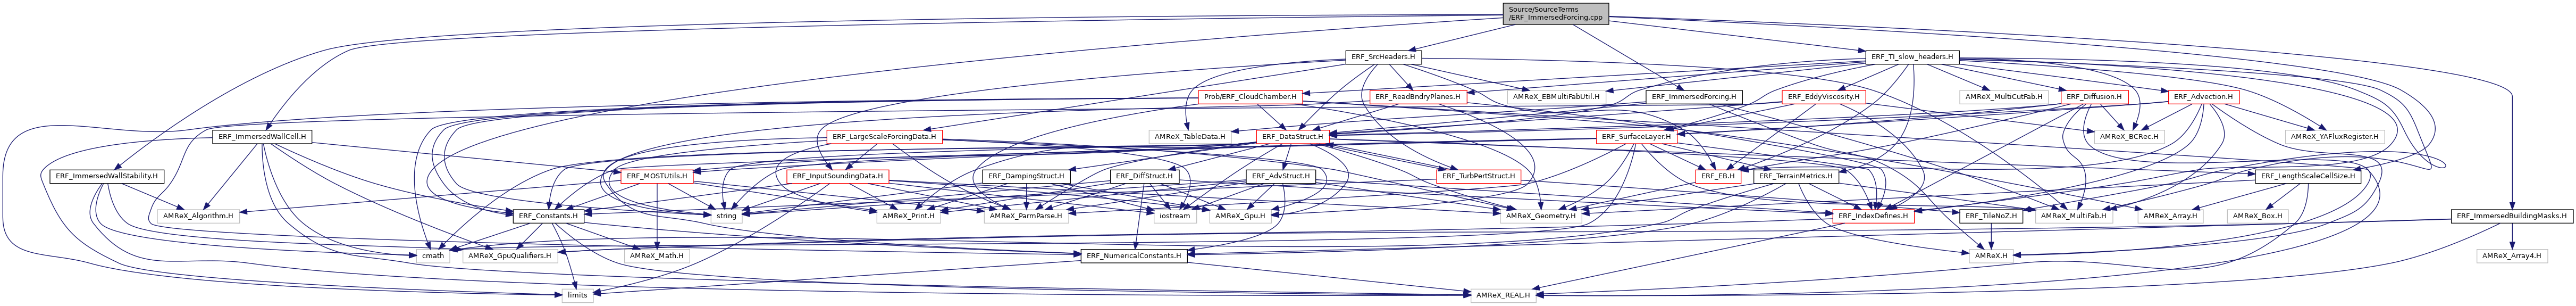 Source/SourceTerms
/ERF_ImmersedForcing.cpp
ERF_SrcHeaders.H
ERF_TI_slow_headers.H
Prob/ERF_CloudChamber.H
ERF_ReadBndryPlanes.H
AMReX_EBMultiFabUtil.H
ERF_ImmersedForcing.H
ERF_EddyViscosity.H
AMReX_MultiCutFab.H
ERF_Diffusion.H
ERF_Advection.H
ERF_ImmersedWallCell.H
ERF_LargeScaleForcingData.H
AMReX_TableData.H
ERF_DataStruct.H
ERF_SurfaceLayer.H
AMReX_BCRec.H
AMReX_YAFluxRegister.H
ERF_ImmersedWallStability.H
ERF_MOSTUtils.H
ERF_InputSoundingData.H
ERF_DampingStruct.H
ERF_DiffStruct.H
ERF_AdvStruct.H
ERF_TurbPertStruct.H
ERF_EB.H
ERF_TerrainMetrics.H
ERF_LengthScaleCellSize.H
AMReX_Algorithm.H
ERF_Constants.H
string
AMReX_Print.H
AMReX_ParmParse.H
iostream
AMReX_Gpu.H
AMReX_Geometry.H
ERF_IndexDefines.H
ERF_TileNoZ.H
AMReX_MultiFab.H
AMReX_Array.H
AMReX_Box.H
ERF_ImmersedBuildingMasks.H
cmath
AMReX_GpuQualifiers.H
AMReX_Math.H
ERF_NumericalConstants.H
AMReX.H
AMReX_Array4.H
limits
AMReX_REAL.H